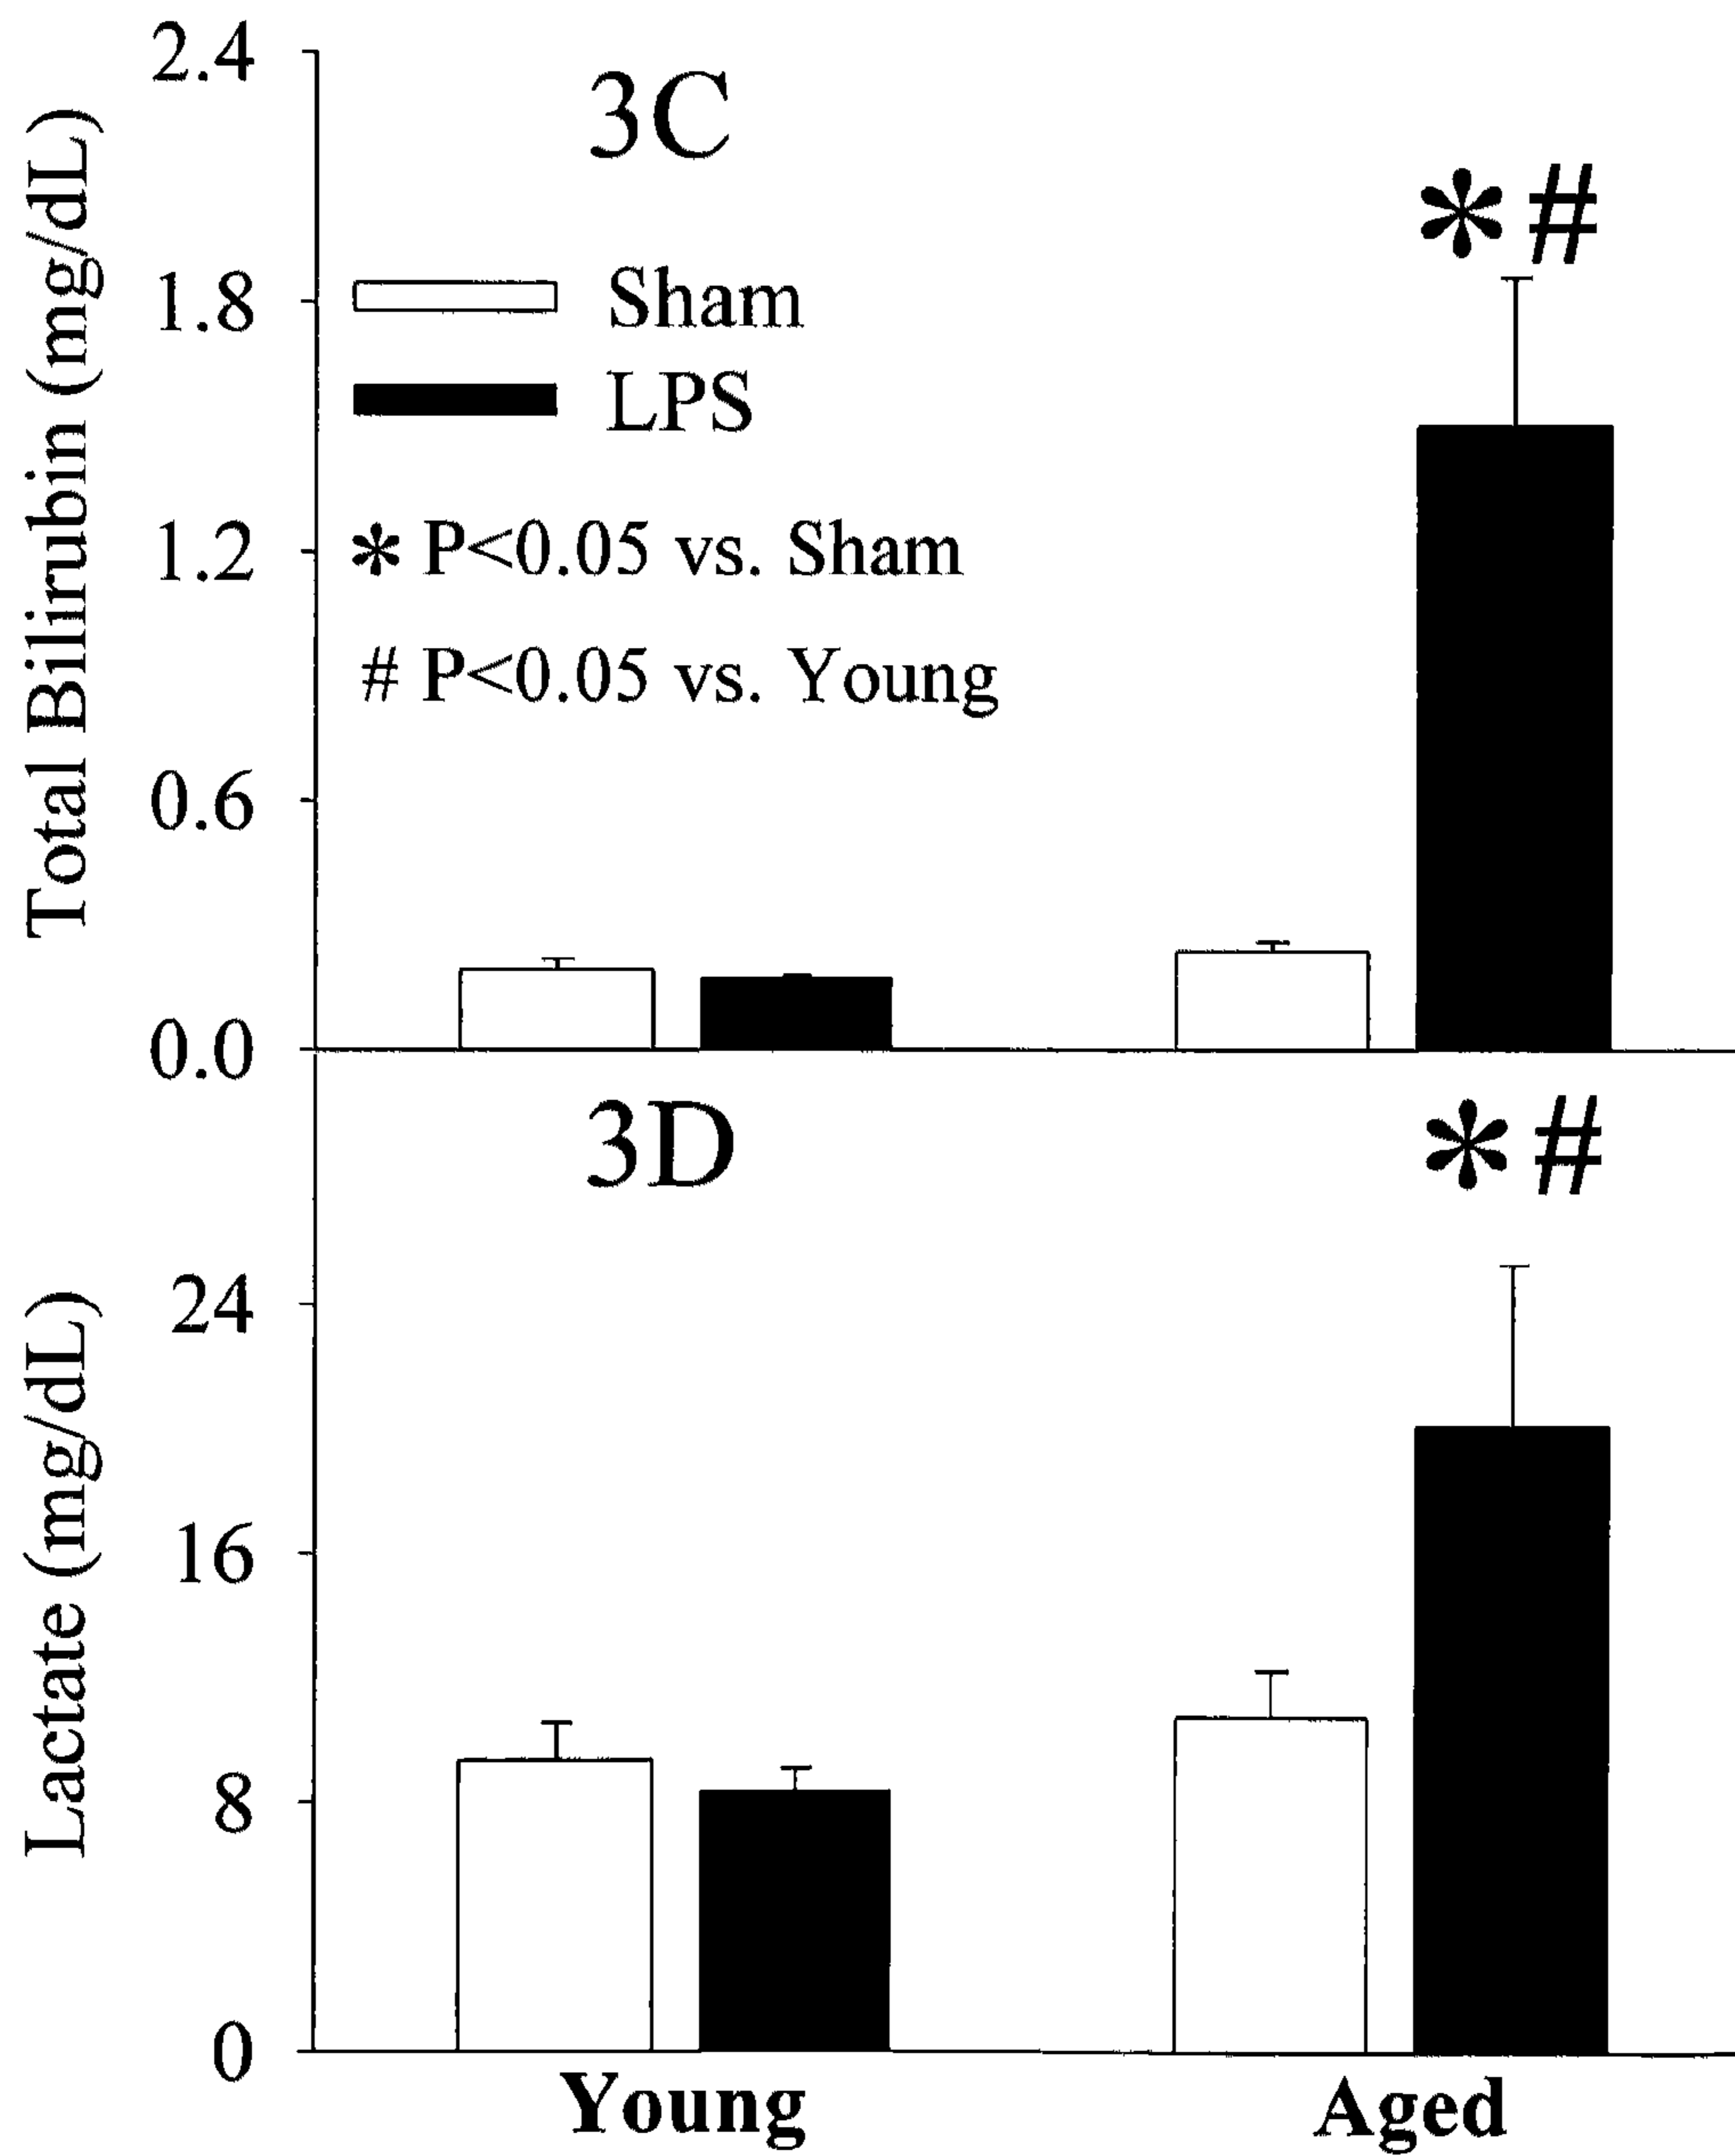 2.4
3C
* #
1.8
Sham
LPS
1.2
* P<0.05 vs. Sham
# P<0.05 vs. Young
0.6
0.0
Total Bilirubin (mg/dL)
3D
* #
24
16
8
0
Lactate (mg/dL)
Young
Aged